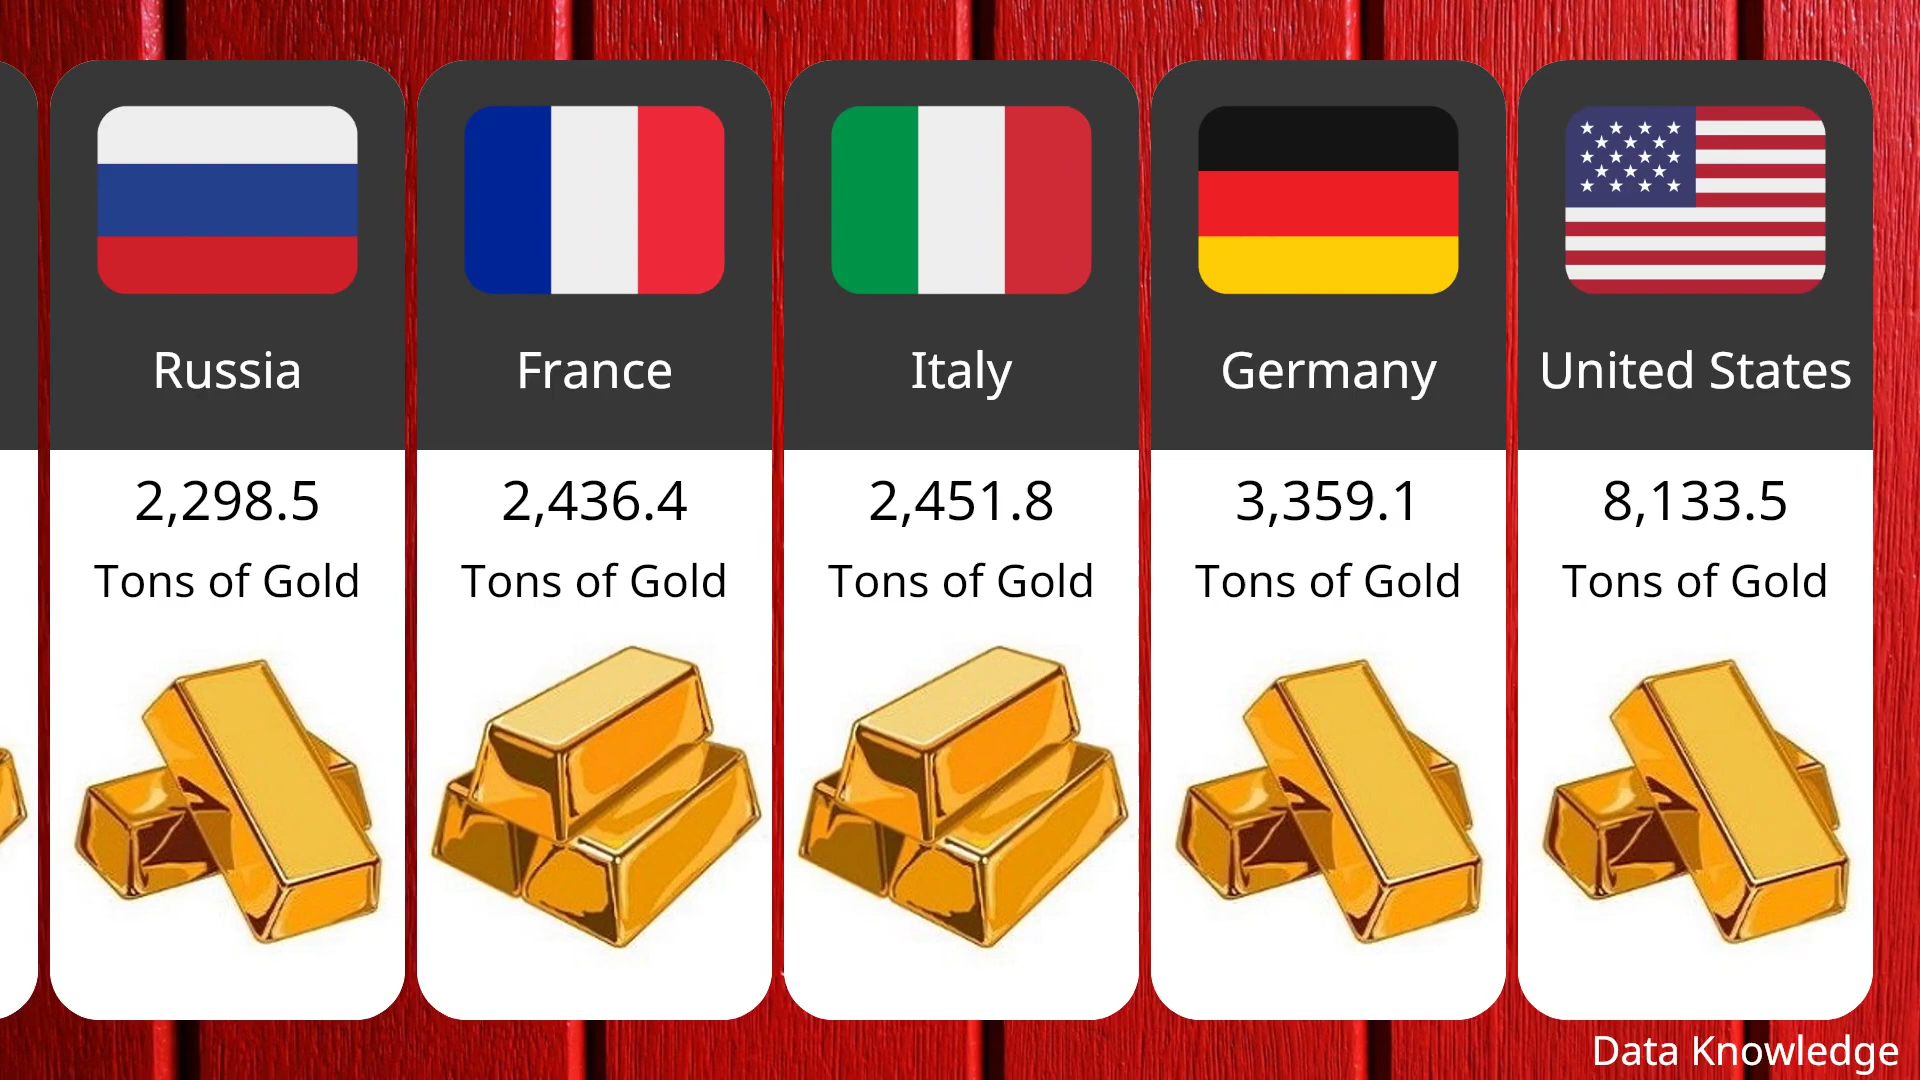 Russia
2,298.5
Tons of Gold
France
2,436.4
Tons of Gold
Italy
2,451.8
Tons of Gold
Germany
3,359.1
Tons of Gold
United States
8,133.5
Tons of Gold
Data Knowledge